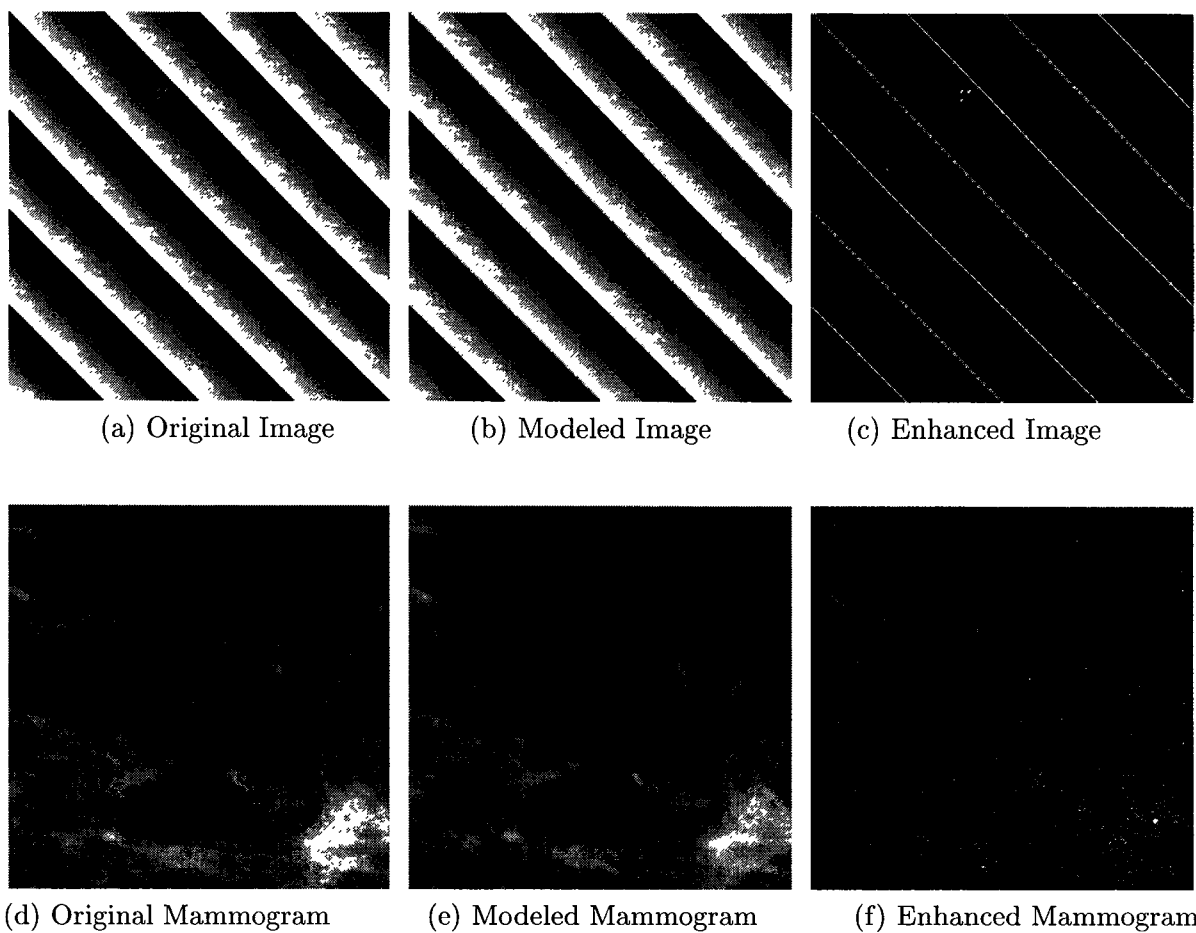 (a) Original Image
(b) Modeled Image
(c) Enhanced Image
(d) Original Mammogram
(e) Modeled Mammogram
(f) Enhanced Mammogram